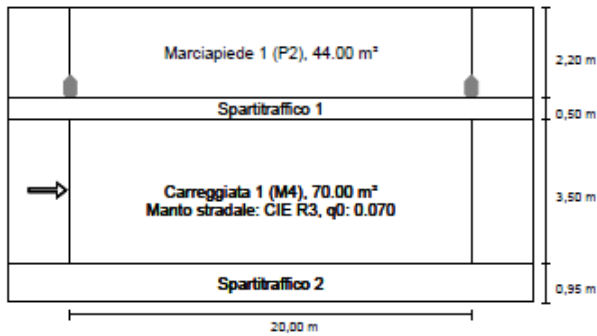 Marciapiede 1 (P2), 44.00 m²
2,20 m
Spartitraffico 1
0,50 m
Carreggiata 1 (M4), 70.00 m²
Manto stradale: CIE R3, q0: 0.070
3,50 m
Spartitraffico 2
0,95 m
20,00 m